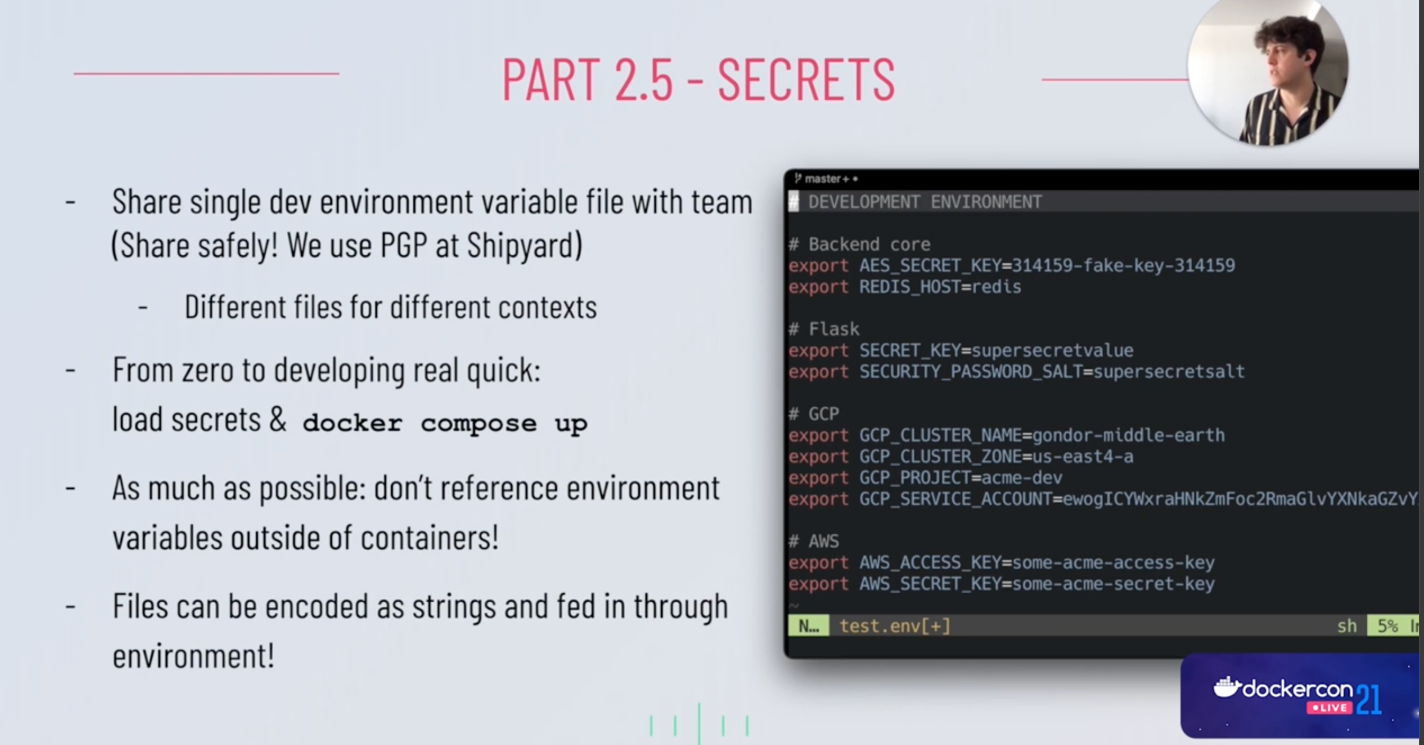 PART 2.5 - SECRETS
- Share single dev environment variable file with team
(Share safely! We use PGP at Shipyard)
- Different files for different contexts
- From zero to developing real quick:
load secrets & docker compose up
- As much as possible: don't reference environment
variables outside of containers!
- Files can be encoded as strings and fed in through
environment!
master+•
# DEVELOPMENT ENVIRONMENT
# Backend core
export AES_SECRET_KEY=314159-fake-key-314159
export REDIS_HOST=redis
# Flask
export SECRET_KEY=supersecretvalue
export SECURITY_PASSWORD_SALT=supersecretsalt
# GCP
export GCP_CLUSTER_NAME=gondor-middle-earth
export GCP_CLUSTER_ZONE=us-east4-a
export GCP_PROJECT=acme-dev
export GCP_SERVICE_ACCOUNT=ewogICYWxraHNkZmFoc2RmaGlvYXNkaGZvY
# AWS
export AWS_ACCESS_KEY=some-acme-access-key
export AWS_SECRET_KEY=some-acme-secret-key
~
N… test.env[+] sh 5%
dockercon
LIVE 21